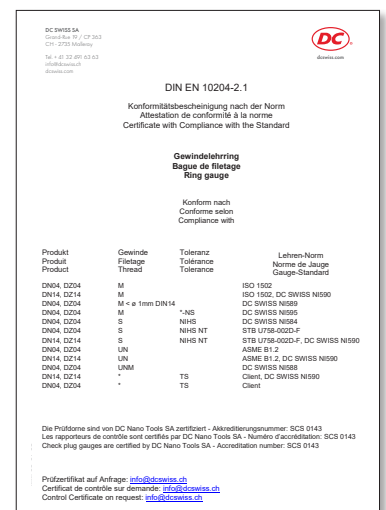 DC SWISS SA
Grand-Rue 19 / CP 363
CH - 2735 Malleray
Tél. + 41 32 491 63 63
info@dcswiss.ch
dcswiss.com
DC
dcswiss.com
DIN EN 10204-2.1
Konformitätsbescheinigung nach der Norm
Attestation de conformité à la norme
Certificate with Compliance with the Standard
Gewindelehrring
Bague de filetage
Ring gauge
Konform nach
Conforme selon
Compliance with
Produkt Gewinde Toleranz Lehren-Norm
Produit Filetage Tolérance Norme de Jauge
Product Thread Tolerance Gauge-Standard
DN04, DZ04 M ISO 1502
DN14, DZ14 M ISO 1502, DC SWISS NI590
DN04, DZ04 M < ø 1mm DIN14 DC SWISS NI589
DN04, DZ04 M *-NS DC SWISS NI595
DN04, DZ04 S NIHS DC SWISS NI584
DN04, DZ04 S NIHS NT STB U758-002D-F
DN14, DZ14 S NIHS NT STB U758-002D-F, DC SWISS NI590
DN04, DZ04 UN ASME B1.2
DN14, DZ14 UN ASME B1.2, DC SWISS NI590
DN04, DZ04 UNM DC SWISS NI588
DN14, DZ14 * TS Client, DC SWISS NI590
DN04, DZ04 * TS Client
Die Prüfdorne sind von DC Nano Tools SA zertifiziert - Akkreditierungsnummer: SCS 0143
Les rapporteurs de contrôle sont certifiés par DC Nano Tools SA - Numéro d'accréditation: SCS 0143
Check plug gauges are certified by DC Nano Tools SA - Accreditation number: SCS 0143
Prüfzertifikat auf Anfrage: info@dcswiss.ch
Certificat de contrôle sur demande: info@dcswiss.ch
Control Certificate on request: info@dcswiss.ch